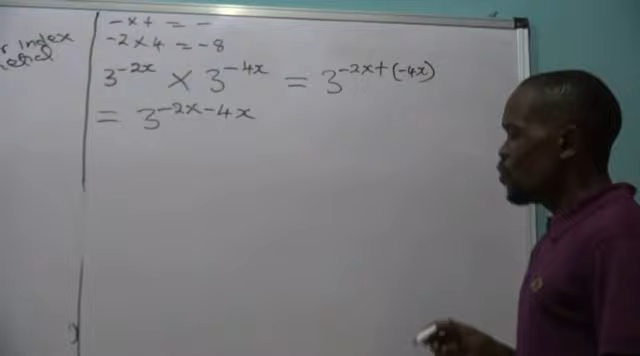 index
- x + = -
-2 x 4 = -8
3^{-2x} × 3^{-4x} = 3^{-2x+(-4x)}
= 3^{-2x-4x}